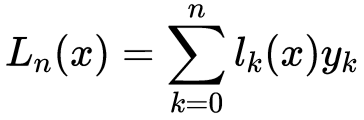 $L_n(x) = \sum_{k=0}^{n} l_k(x) y_k$